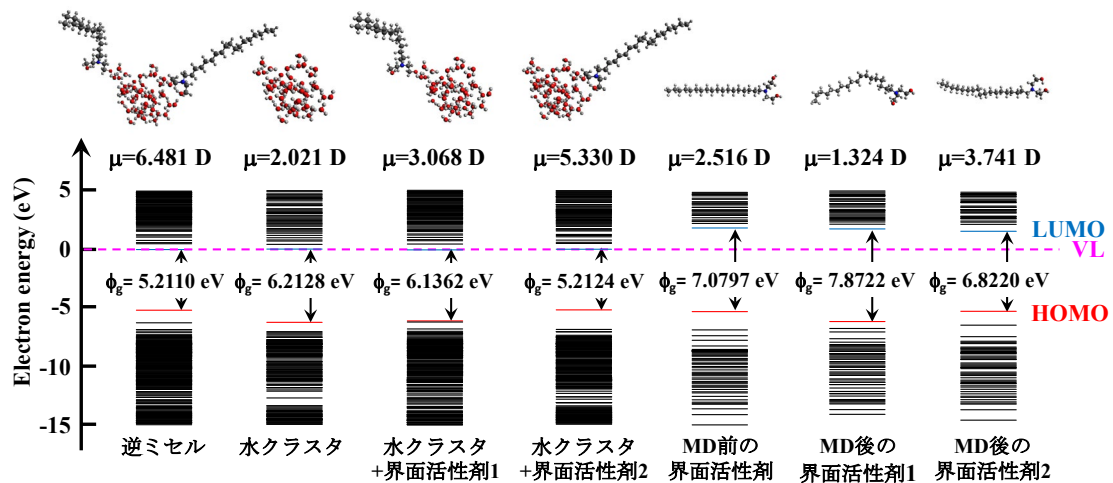 μ=6.481 D μ=2.021 D μ=3.068 D μ=5.330 D μ=2.516 D μ=1.324 D μ=3.741 D
Electron energy (eV)
5
0
-5
-10
-15
LUMO
VL
ϕg= 5.2110 eV ϕg= 6.2128 eV ϕg= 6.1362 eV ϕg= 5.2124 eV ϕg= 7.0797 eV ϕg= 7.8722 eV ϕg= 6.8220 eV
HOMO
逆ミセル
水クラスタ
水クラスタ
+界面活性剤1
水クラスタ
+界面活性剤2
MD前の
界面活性剤
MD後の
界面活性剤1
MD後の
界面活性剤2